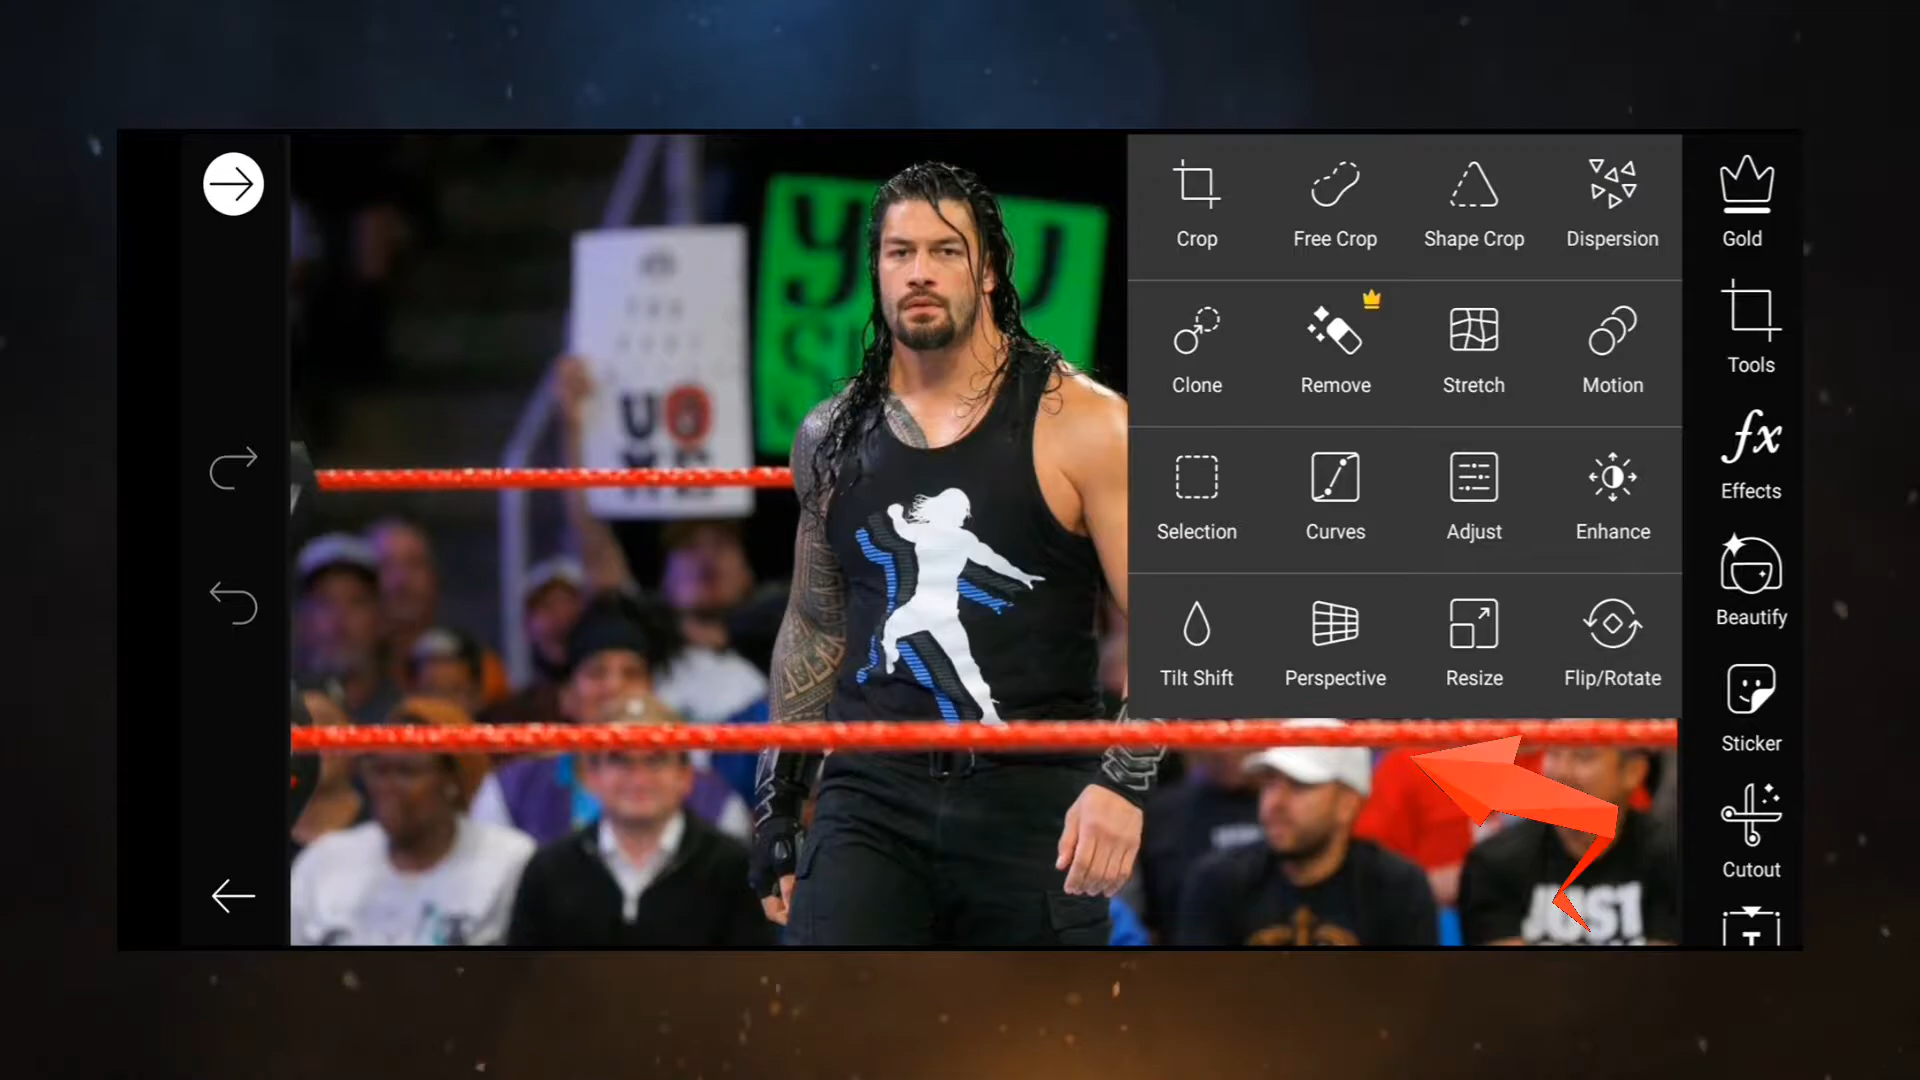 Crop Free Crop Shape Crop Dispersion
Gold
Clone Remove Stretch Motion
Tools
Selection Curves Adjust Enhance
Effects
Beautify
Tilt Shift Perspective Resize Flip/Rotate
Sticker
Cutout
JUST